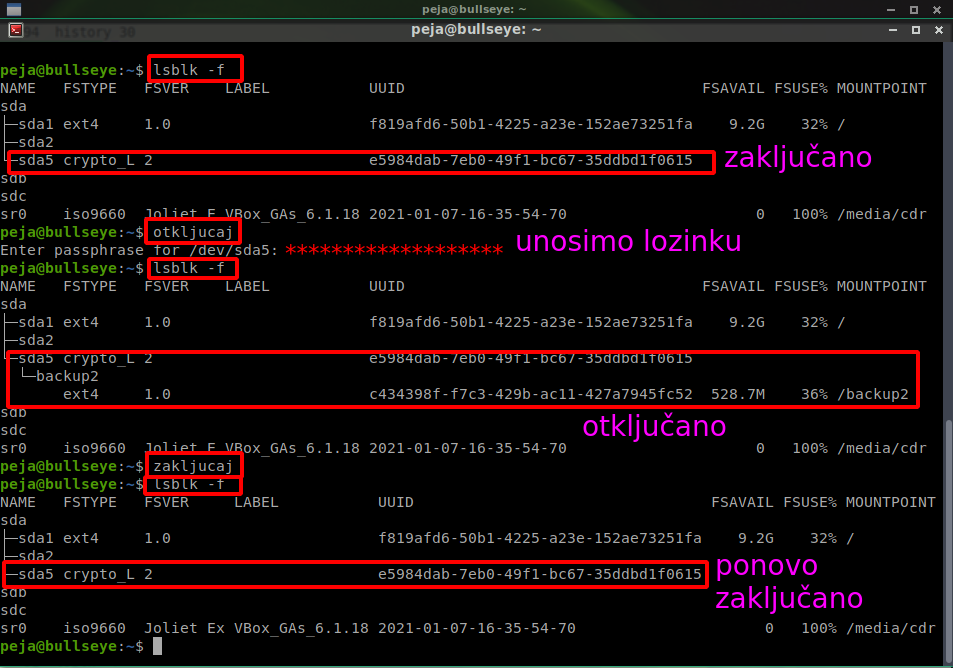 peja@bullseye: ~
history 30
peja@bullseye: ~
peja@bullseye:~$ lsblk -f
NAME FSTYPE FSVER LABEL UUID FSAVAIL FSUSE% MOUNTPOINT
sda
├─sda1 ext4 1.0 f819afd6-50b1-4225-a23e-152ae73251fa 9.2G 32% /
├─sda2
└─sda5 crypto_L 2 e5984dab-7eb0-49f1-bc67-35ddbd1f0615 zaključano
sdb
sdc
sr0 iso9660 Joliet E VBox_GAs_6.1.18 2021-01-07-16-35-54-70 0 100% /media/cdr
peja@bullseye:~$ otkljucaj
Enter passphrase for /dev/sda5: ******************* unosimo lozinku
peja@bullseye:~$ lsblk -f
NAME FSTYPE FSVER LABEL UUID FSAVAIL FSUSE% MOUNTPOINT
sda
├─sda1 ext4 1.0 f819afd6-50b1-4225-a23e-152ae73251fa 9.2G 32% /
├─sda2
└─sda5 crypto_L 2 e5984dab-7eb0-49f1-bc67-35ddbd1f0615
└─backup2
ext4 1.0 c434398f-f7c3-429b-ac11-427a7945fc52 528.7M 36% /backup2
sdb
otključano
sdc
sr0 iso9660 Joliet E VBox_GAs_6.1.18 2021-01-07-16-35-54-70 0 100% /media/cdr
peja@bullseye:~$ zakljucaj
peja@bullseye:~$ lsblk -f
NAME FSTYPE FSVER LABEL UUID FSAVAIL FSUSE% MOUNTPOINT
sda
├─sda1 ext4 1.0 f819afd6-50b1-4225-a23e-152ae73251fa 9.2G 32% /
├─sda2
└─sda5 crypto_L 2 e5984dab-7eb0-49f1-bc67-35ddbd1f0615 ponovo
sdb zaključano
sdc
sr0 iso9660 Joliet Ex VBox_GAs_6.1.18 2021-01-07-16-35-54-70 0 100% /media/cdr
peja@bullseye:~$